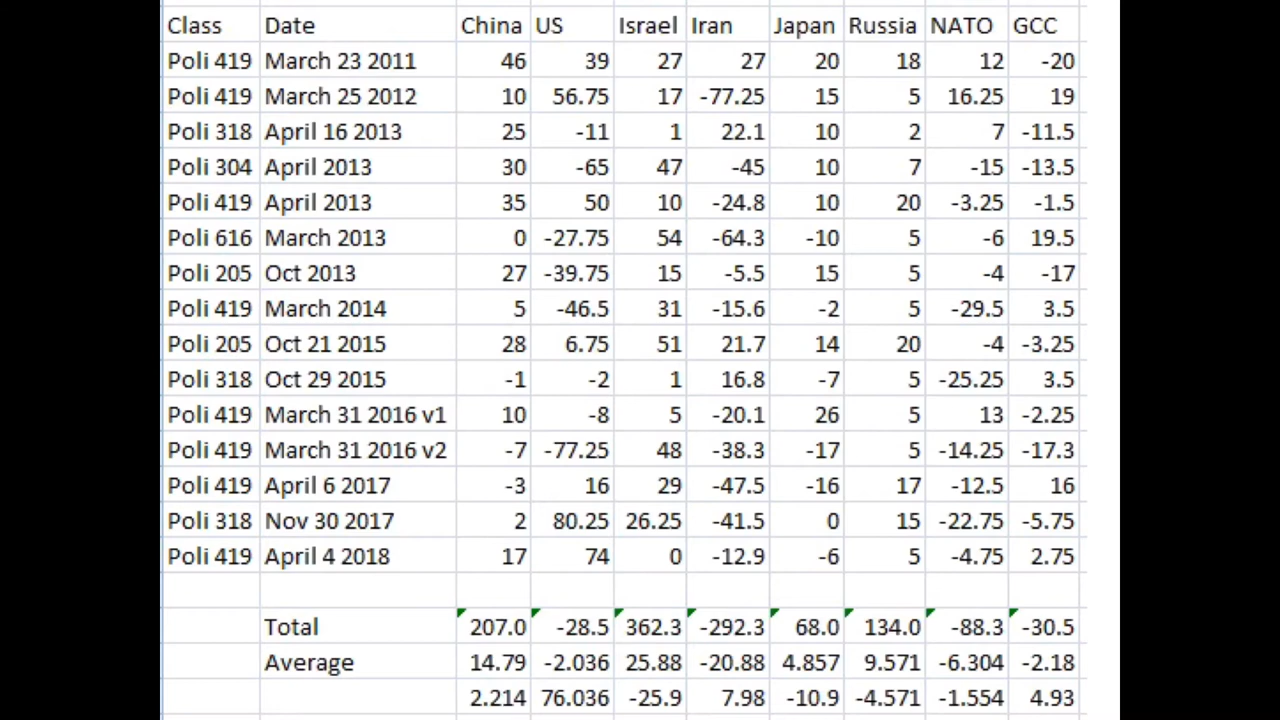 Class Date China US Israel Iran Japan Russia NATO GCC
Poli 419 March 23 2011 46 39 27 27 20 18 12 -20
Poli 419 March 25 2012 10 56.75 17 -77.25 15 5 16.25 19
Poli 318 April 16 2013 25 -11 1 22.1 10 2 7 -11.5
Poli 304 April 2013 30 -65 47 -45 10 7 -15 -13.5
Poli 419 April 2013 35 50 10 -24.8 10 20 -3.25 -1.5
Poli 616 March 2013 0 -27.75 54 -64.3 -10 5 -6 19.5
Poli 205 Oct 2013 27 -39.75 15 -5.5 15 5 -4 -17
Poli 419 March 2014 5 -46.5 31 -15.6 -2 5 -29.5 3.5
Poli 205 Oct 21 2015 28 6.75 51 21.7 14 20 -4 -3.25
Poli 318 Oct 29 2015 -1 -2 1 16.8 -7 5 -25.25 3.5
Poli 419 March 31 2016 v1 10 -8 5 -20.1 26 5 13 -2.25
Poli 419 March 31 2016 v2 -7 -77.25 48 -38.3 -17 5 -14.25 -17.3
Poli 419 April 6 2017 -3 16 29 -47.5 -16 17 -12.5 16
Poli 318 Nov 30 2017 2 80.25 26.25 -41.5 0 15 -22.75 -5.75
Poli 419 April 4 2018 17 74 0 -12.9 -6 5 -4.75 2.75
Total 207.0 -28.5 362.3 -292.3 68.0 134.0 -88.3 -30.5
Average 14.79 -2.036 25.88 -20.88 4.857 9.571 -6.304 -2.18
2.214 76.036 -25.9 7.98 -10.9 -4.571 -1.554 4.93